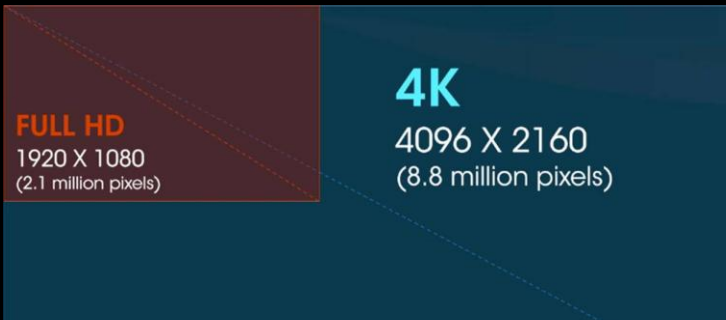 FULL HD
1920 X 1080
(2.1 million pixels)
4K
4096 X 2160
(8.8 million pixels)